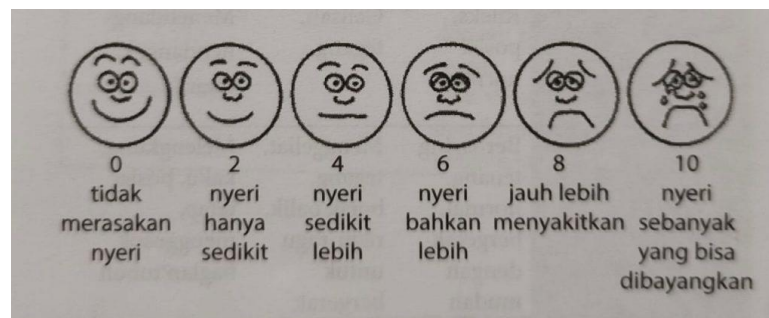 0 2 4 6 8 10
tidak nyeri nyeri nyeri jauh lebih nyeri
merasakan hanya sedikit bahkan menyakitkan sebanyak
nyeri sedikit lebih lebih yang bisa
dibayangkan